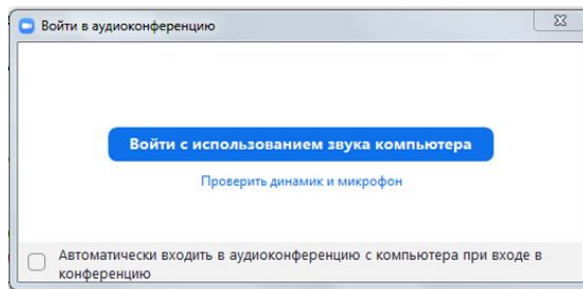 Войти в аудиоконференцию
Войти с использованием звука компьютера
Проверить динамик и микрофон
Автоматически входить в аудиоконференцию с компьютера при входе в
конференцию